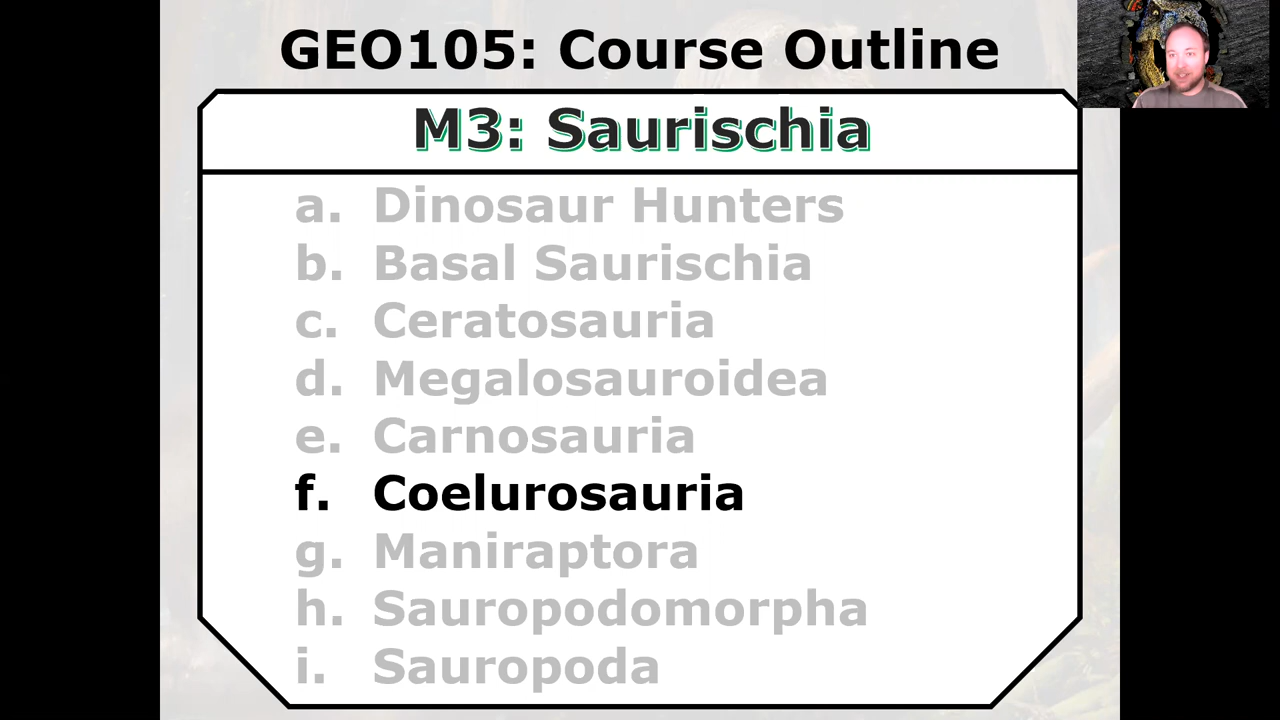 GEO105: Course Outline
M3: Saurischia
a. Dinosaur Hunters
b. Basal Saurischia
c. Ceratosauria
d. Megalosauroidea
e. Carnosauria
f. Coelurosauria
g. Maniraptora
h. Sauropodomorpha
i. Sauropoda